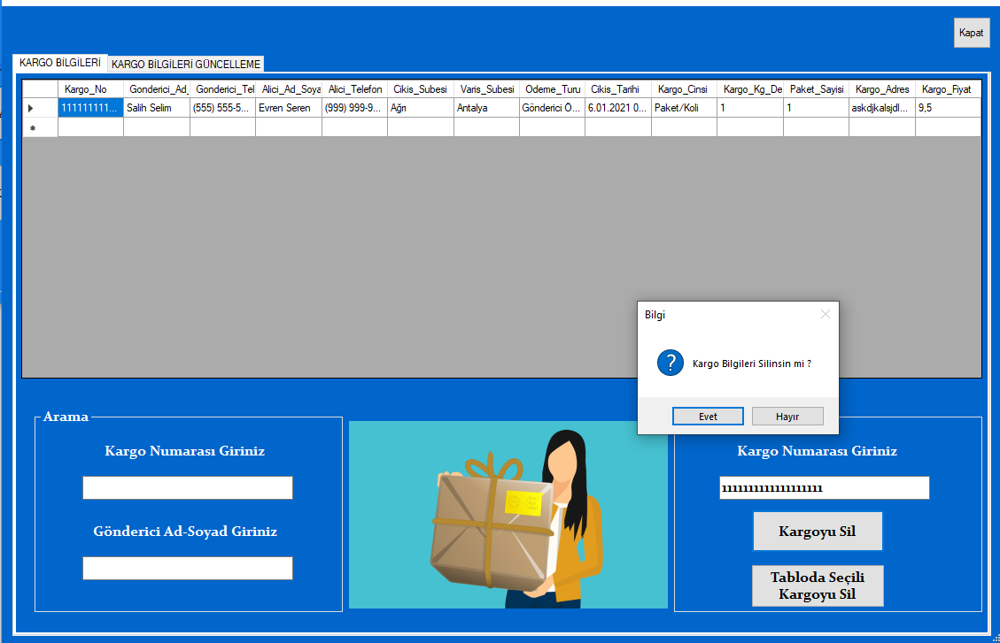 Kapat
KARGO BİLGİLERİ
KARGO BİLGİLERİ GÜNCELLEME
Kargo_No Gonderici_Ad_ Gonderici_Tel Alici_Ad_Soya Alici_Telefon Cikis_Subesi Varis_Subesi Odeme_Turu Cikis_Tarihi Kargo_Cinsi Kargo_Kg_De Paket_Sayisi Kargo_Adres Kargo_Fiyat
111111111... Salih Selim (555) 555-5... Evren Seren (999) 999-9... Ağrı Antalya Gönderici Ö... 6.01.2021 0... Paket/Koli 1 1 askdjkalsjdl... 9,5
Bilgi
Kargo Bilgileri Silinsin mi ?
Evet
Hayır
Arama
Kargo Numarası Giriniz
Gönderici Ad-Soyad Giriniz
Kargo Numarası Giriniz
1111111111111111111
Kargoyu Sil
Tabloda Seçili
Kargoyu Sil